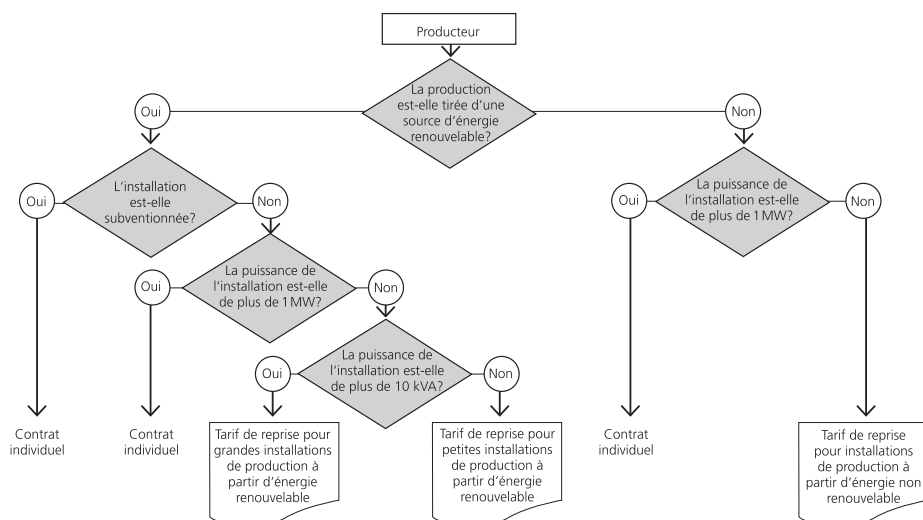 Producteur
La production
est-elle tirée d'une
source d'énergie
renouvelable?
Oui
Non
L'installation
est-elle
subventionnée?
La puissance de
l'installation est-elle
de plus de 1 MW?
Oui
Non
Oui
Non
La puissance de
l'installation est-elle
de plus de 1 MW?
Oui
Non
La puissance de
l'installation est-elle
de plus de 10 kVA?
Oui
Non
Contrat
individuel
Contrat
individuel
Tarif de reprise pour
grandes installations
de production à
partir d'énergie
renouvelable
Tarif de reprise pour
petites installations
de production à
partir d'énergie
renouvelable
Contrat
individuel
Tarif de reprise
pour installations
de production à
partir d'énergie non
renouvelable